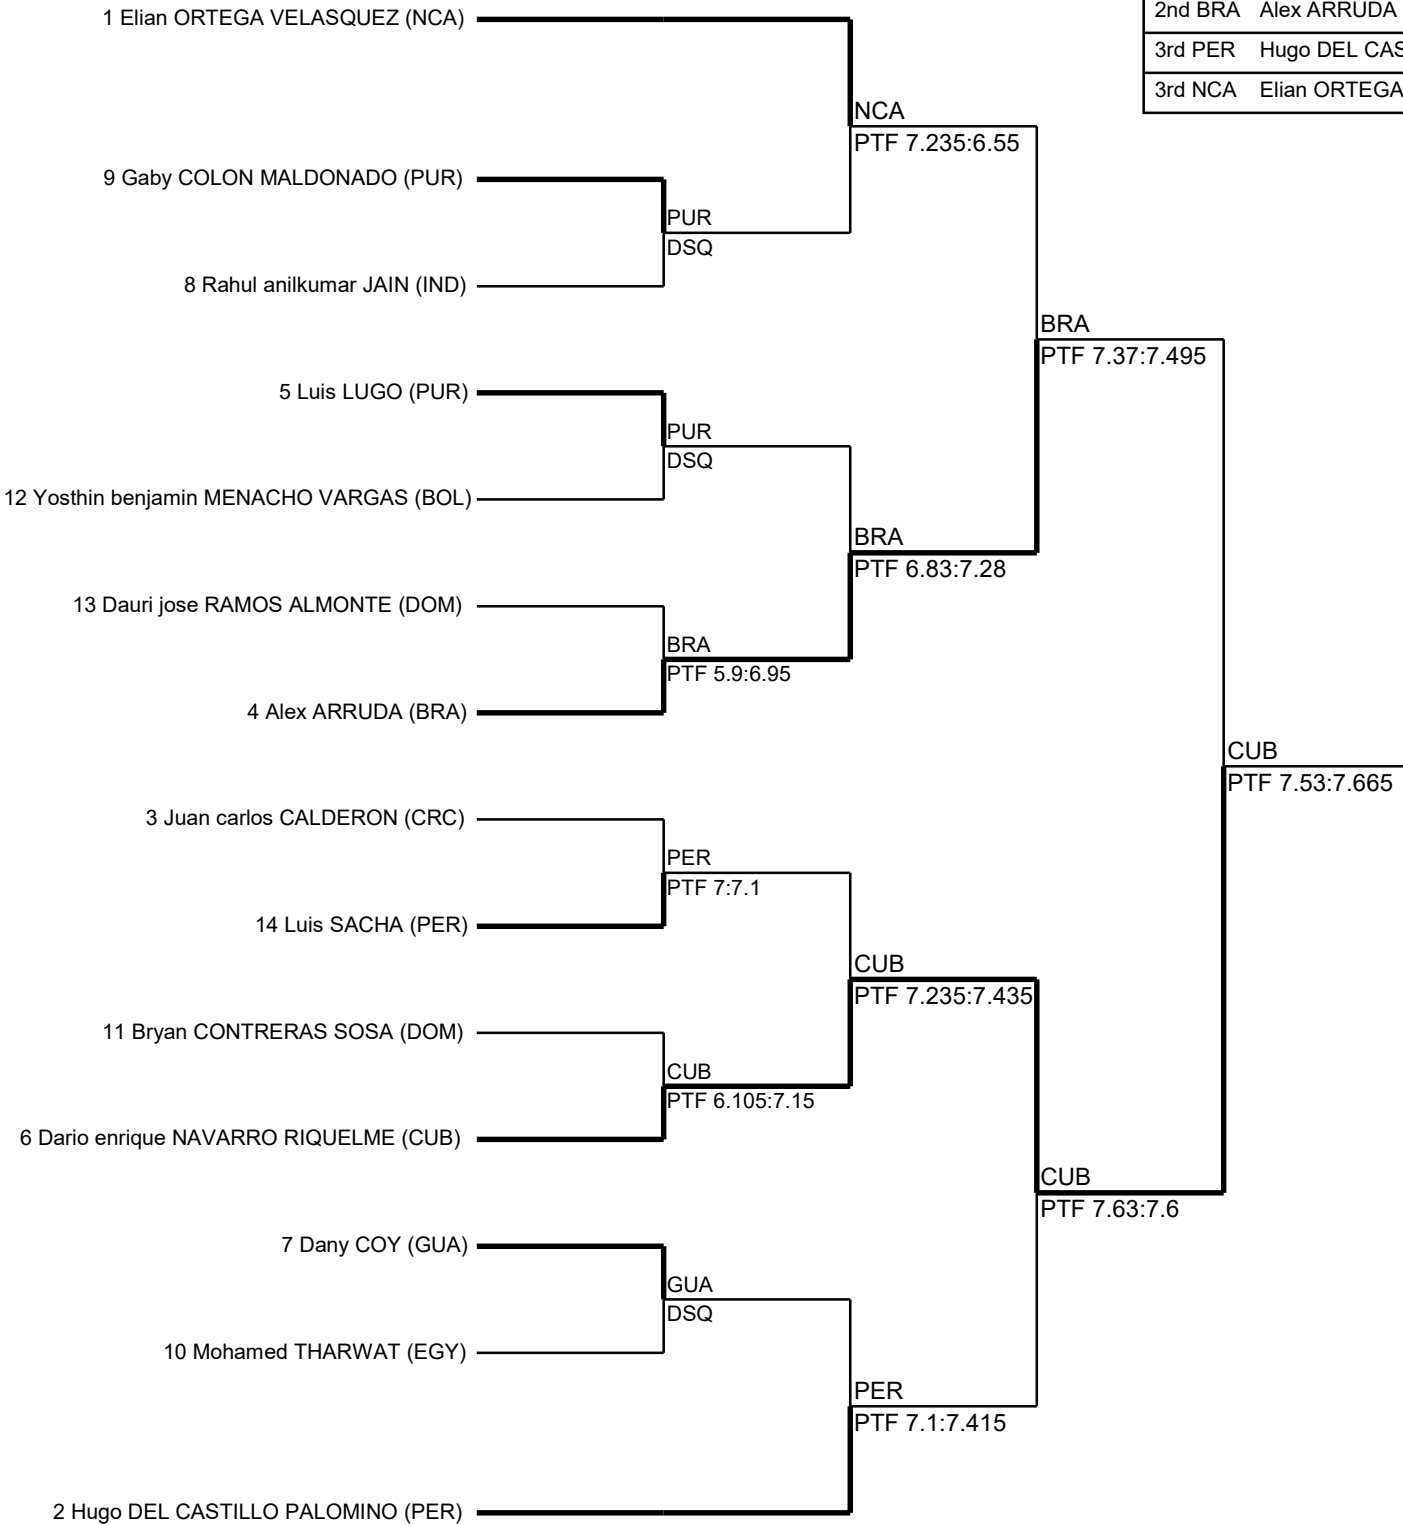 1 Elian ORTEGA VELASQUEZ (NCA)
2nd BRA Alex ARRUDA
3rd PER Hugo DEL CAS
3rd NCA Elian ORTEGA
NCA
PTF 7.235:6.55
9 Gaby COLON MALDONADO (PUR)
PUR
DSQ
8 Rahul anilkumar JAIN (IND)
BRA
PTF 7.37:7.495
5 Luis LUGO (PUR)
PUR
DSQ
12 Yosthin benjamin MENACHO VARGAS (BOL)
BRA
PTF 6.83:7.28
13 Dauri jose RAMOS ALMONTE (DOM)
BRA
PTF 5.9:6.95
4 Alex ARRUDA (BRA)
CUB
PTF 7.53:7.665
3 Juan carlos CALDERON (CRC)
PER
PTF 7:7.1
14 Luis SACHA (PER)
CUB
PTF 7.235:7.435
11 Bryan CONTRERAS SOSA (DOM)
CUB
PTF 6.105:7.15
6 Dario enrique NAVARRO RIQUELME (CUB)
CUB
PTF 7.63:7.6
7 Dany COY (GUA)
GUA
DSQ
10 Mohamed THARWAT (EGY)
PER
PTF 7.1:7.415
2 Hugo DEL CASTILLO PALOMINO (PER)